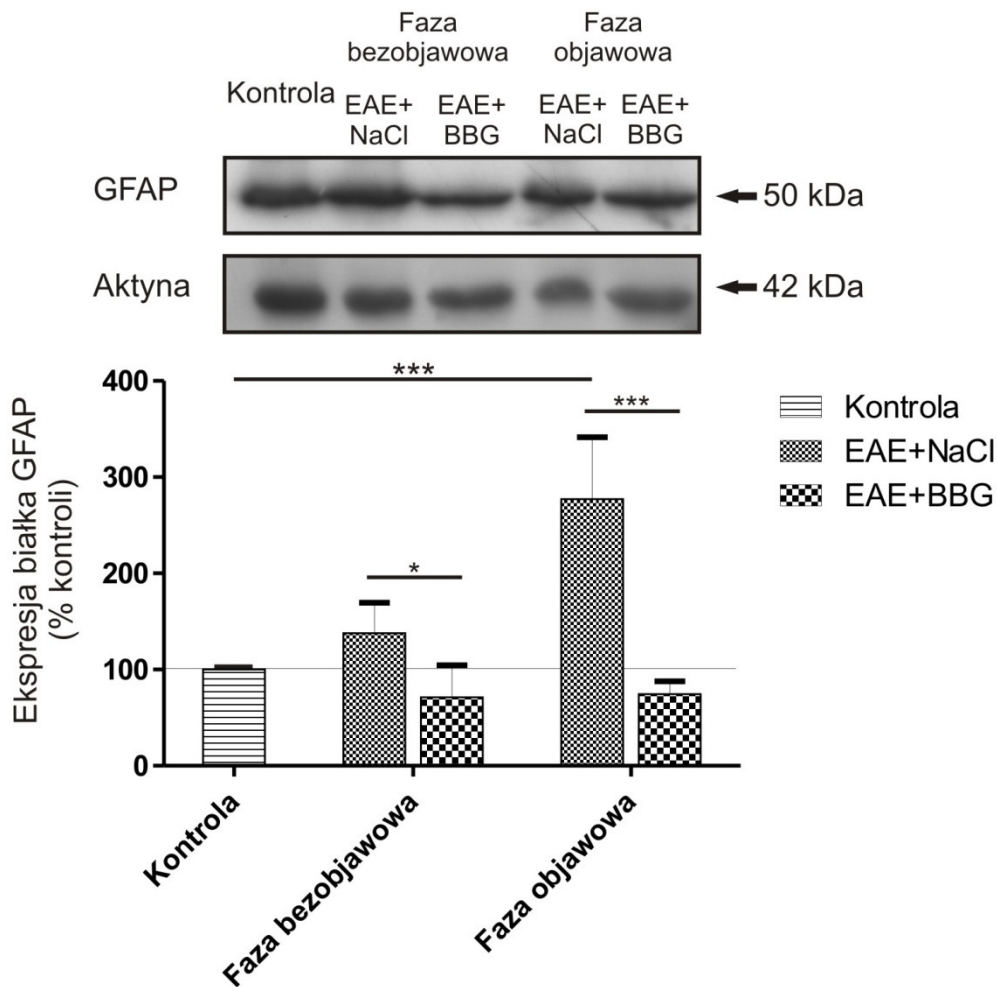 Faza
bezobjawowa
Faza
objawowa
Kontrola
EAE+
NaCl
EAE+
BBG
EAE+
NaCl
EAE+
BBG
GFAP
50 kDa
Aktyna
42 kDa
Ekspresja białka GFAP
(% kontroli)
400
300
200
100
0
***
***
*
Kontrola
EAE+NaCl
EAE+BBG
Kontrola
Faza bezobjawowa
Faza objawowa